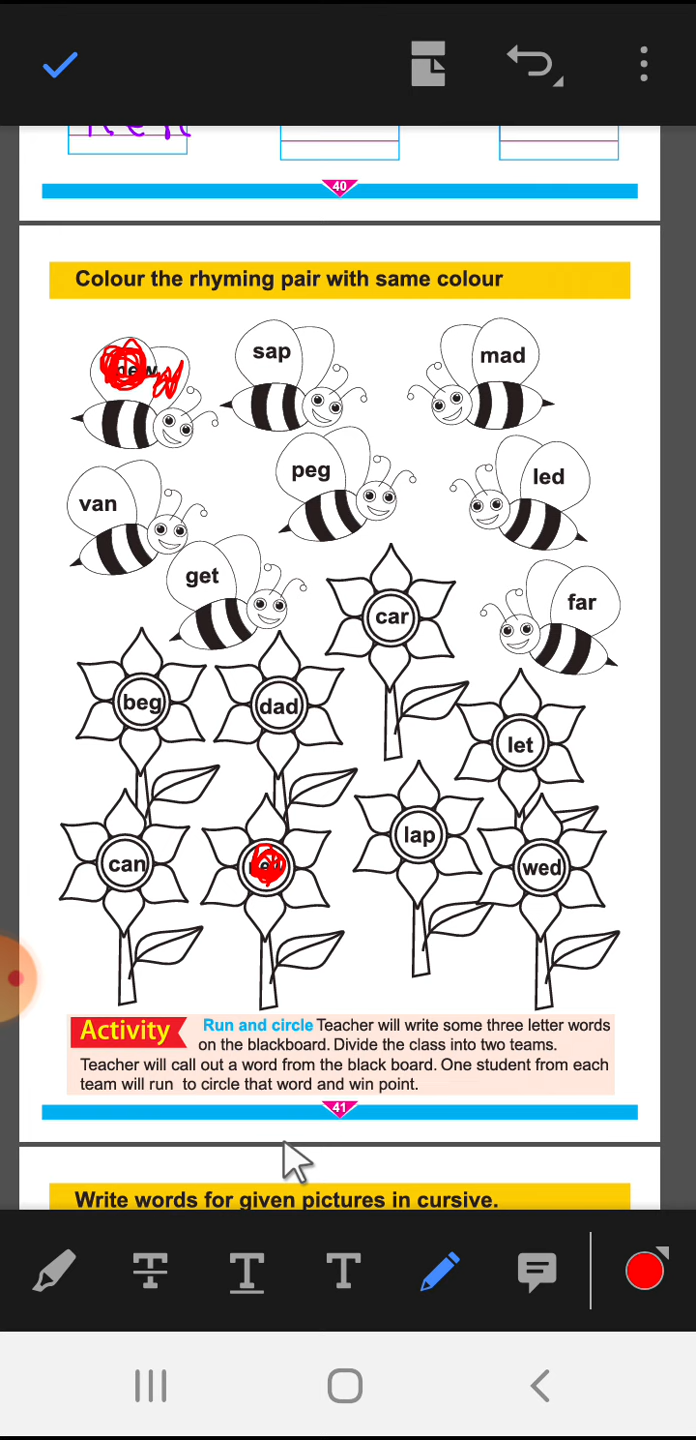 40
Colour the rhyming pair with same colour
new
sap
mad
van
peg
led
get
car
far
beg
dad
let
can
lap
wed
Activity
Run and circle Teacher will write some three letter words
on the blackboard. Divide the class into two teams.
Teacher will call out a word from the black board. One student from each
team will run to circle that word and win point.
41
Write words for given pictures in cursive.
T
T
T